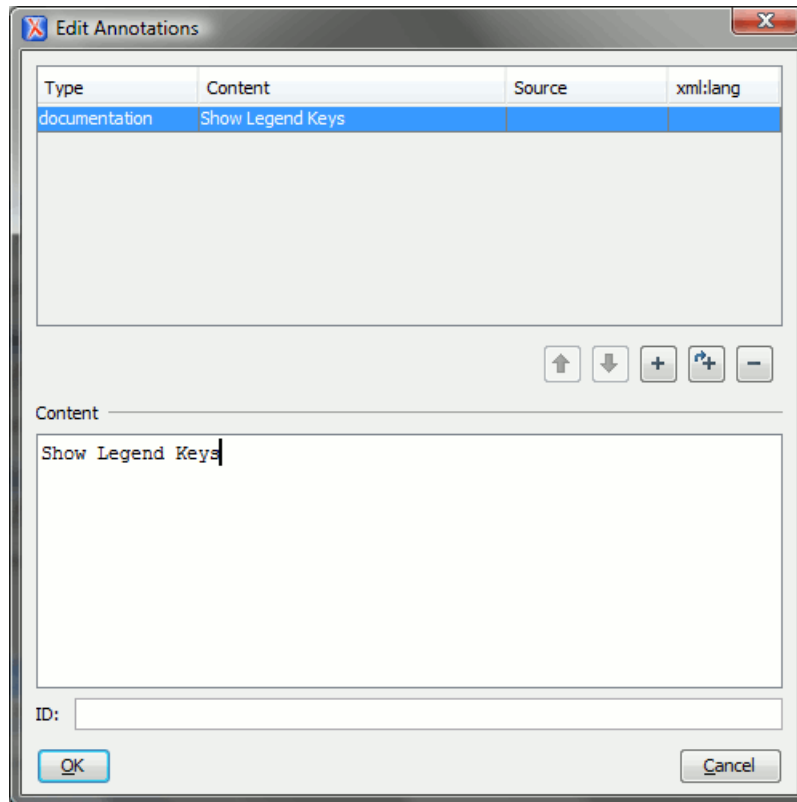 Edit Annotations
Type Content Source xml:lang
documentation Show Legend Keys
Content
Show Legend Keys
ID:
OK Cancel